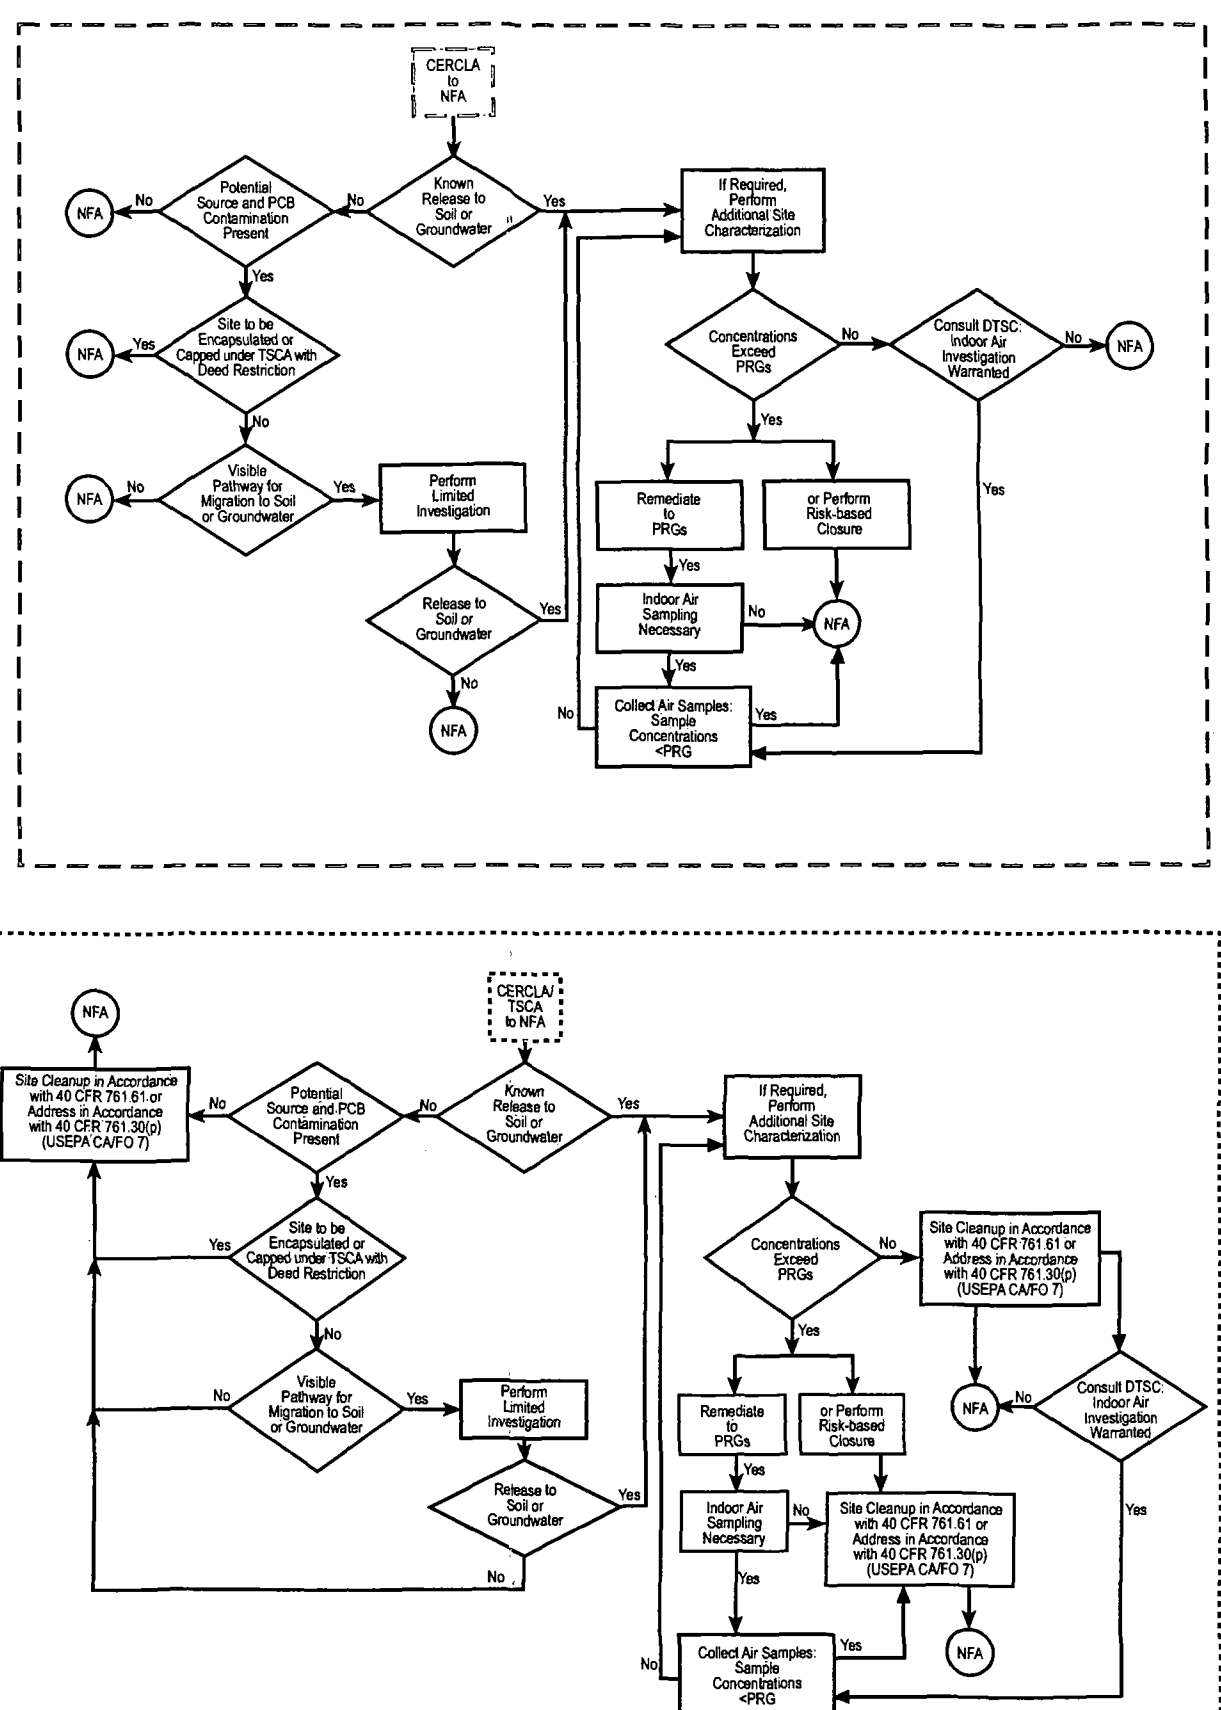 CERCLA
to
NFA
Known
Release to
Soil or
Groundwater
No
Yes
Potential
Source and PCB
Contamination
Present
No
NFA
Yes
Site to be
Encapsulated or
Capped under TSCA with
Deed Restriction
Yes
NFA
No
Visible
Pathway for
Migration to Soil
or Groundwater
No
NFA
Yes
Perform
Limited
Investigation
Release to
Soil or
Groundwater
Yes
No
NFA
If Required,
Perform
Additional Site
Characterization
Concentrations
Exceed
PRGs
No
Consult DTSC:
Indoor Air
Investigation
Warranted
No
NFA
Yes
Yes
Remediate
to
PRGs
or Perform
Risk-based
Closure
Yes
Indoor Air
Sampling
Necessary
No
NFA
Yes
Collect Air Samples:
Sample
Concentrations
<PRG
Yes
No
CERCLA/
TSCA
to NFA
Known
Release to
Soil or
Groundwater
No
Yes
Potential
Source and PCB
Contamination
Present
No
Site Cleanup in Accordance
with 40 CFR 761.61 or
Address in Accordance
with 40 CFR 761.30(p)
(USEPA CA/FO 7)
NFA
Yes
Site to be
Encapsulated or
Capped under TSCA with
Deed Restriction
Yes
No
Visible
Pathway for
Migration to Soil
or Groundwater
No
Yes
Perform
Limited
Investigation
Release to
Soil or
Groundwater
Yes
No
If Required,
Perform
Additional Site
Characterization
Concentrations
Exceed
PRGs
No
Site Cleanup in Accordance
with 40 CFR 761.61 or
Address in Accordance
with 40 CFR 761.30(p)
(USEPA CA/FO 7)
NFA
No
Consult DTSC:
Indoor Air
Investigation
Warranted
Yes
Yes
Remediate
to
PRGs
or Perform
Risk-based
Closure
Yes
Indoor Air
Sampling
Necessary
No
Site Cleanup in Accordance
with 40 CFR 761.61 or
Address in Accordance
with 40 CFR 761.30(p)
(USEPA CA/FO 7)
NFA
Yes
Collect Air Samples:
Sample
Concentrations
<PRG
Yes
No